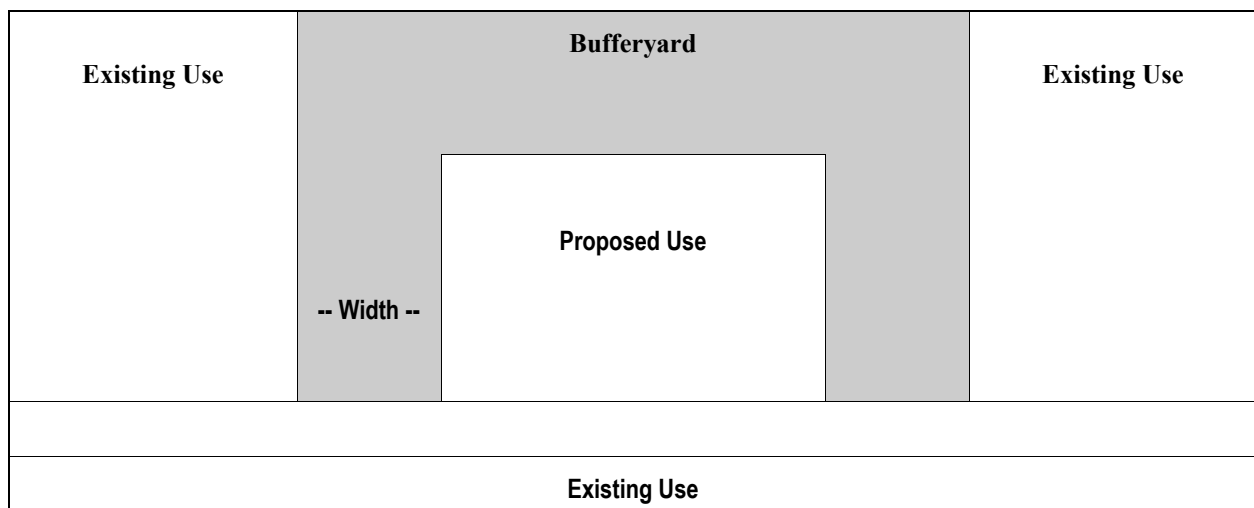 Bufferyard
Existing Use
Existing Use
Proposed Use
-- Width --
Existing Use